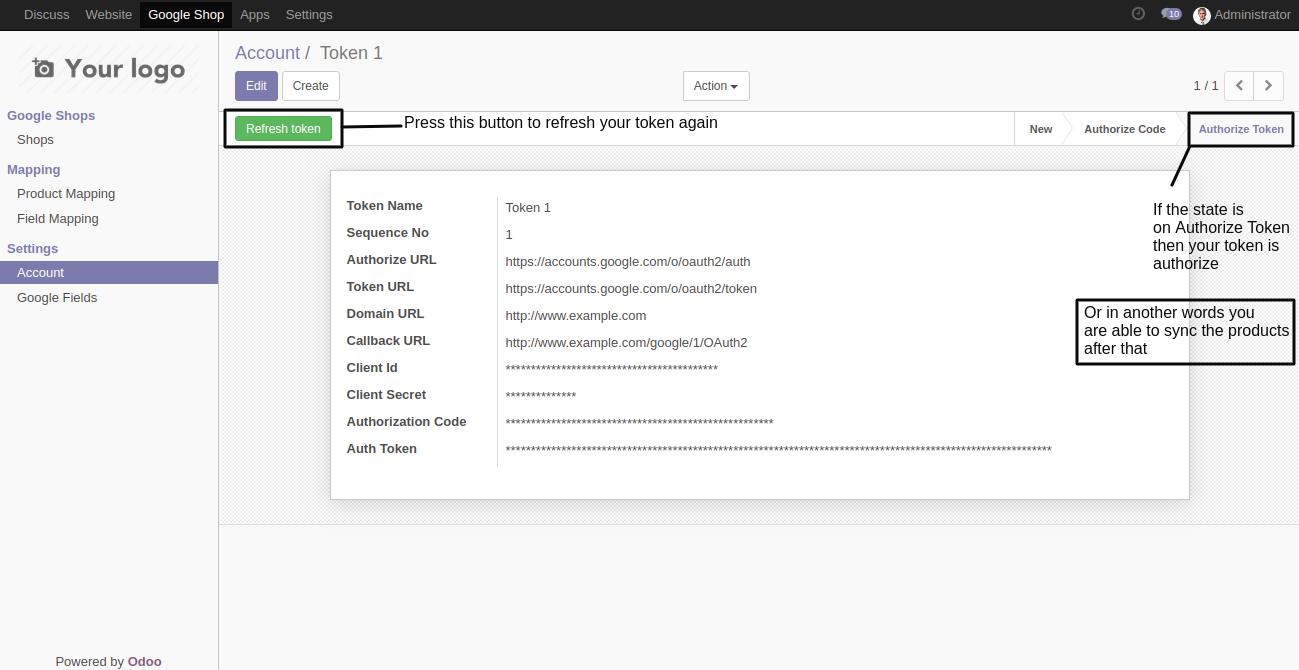 Discuss Website Google Shop Apps Settings 10 Administrator
Your logo
Google Shops
Shops
Mapping
Product Mapping
Field Mapping
Settings
Account
Google Fields
Powered by Odoo
Account / Token 1
Edit Create Action 1 / 1
Refresh token Press this button to refresh your token again New Authorize Code Authorize Token
Token Name Token 1
Sequence No 1
Authorize URL https://accounts.google.com/o/oauth2/auth
Token URL https://accounts.google.com/o/oauth2/token
Domain URL http://www.example.com
Callback URL http://www.example.com/google/1/OAuth2
Client Id ******************************************
Client Secret **************
Authorization Code *****************************************************
Auth Token ************************************************************************************************************
If the state is
on Authorize Token
then your token is
authorize
Or in another words you
are able to sync the products
after that